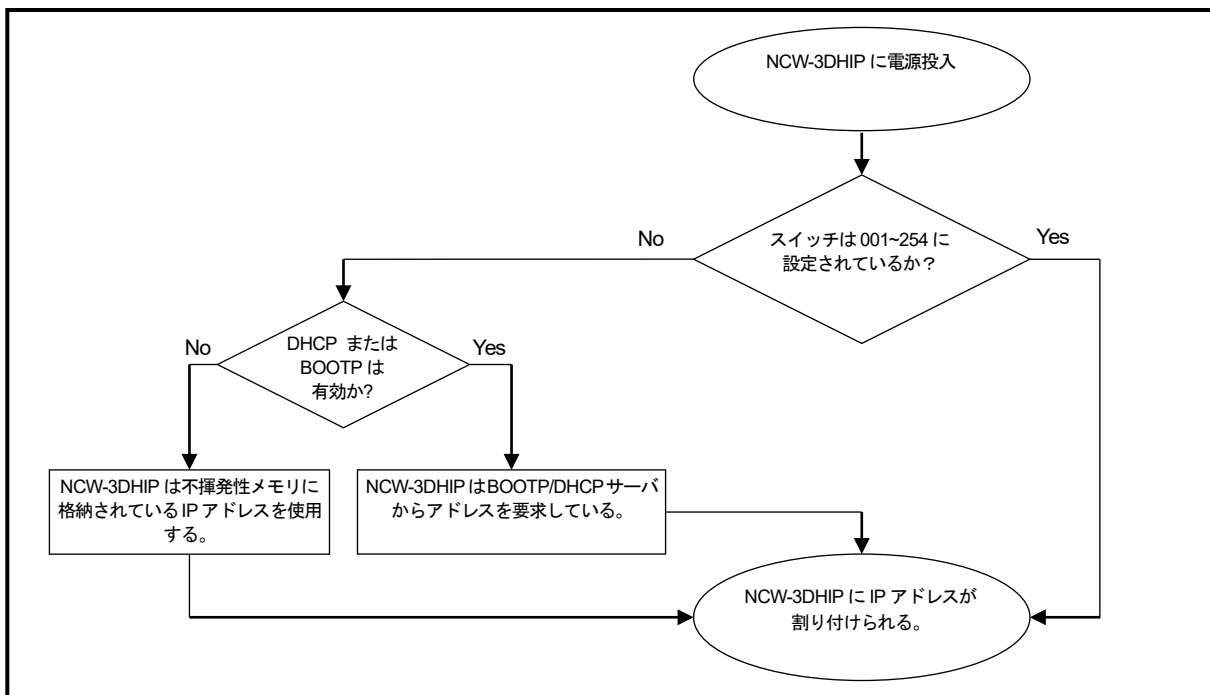 NCW-3DHIP に電源投入
スイッチは 001~254 に
設定されているか？
No
Yes
DHCP または
BOOTP は
有効か?
No
Yes
NCW-3DHIP は不揮発性メモリに
格納されている IP アドレスを使用
する。
NCW-3DHIP は BOOTP/DHCP サーバ
からアドレスを要求している。
NCW-3DHIP に IP アドレスが
割り付けられる。